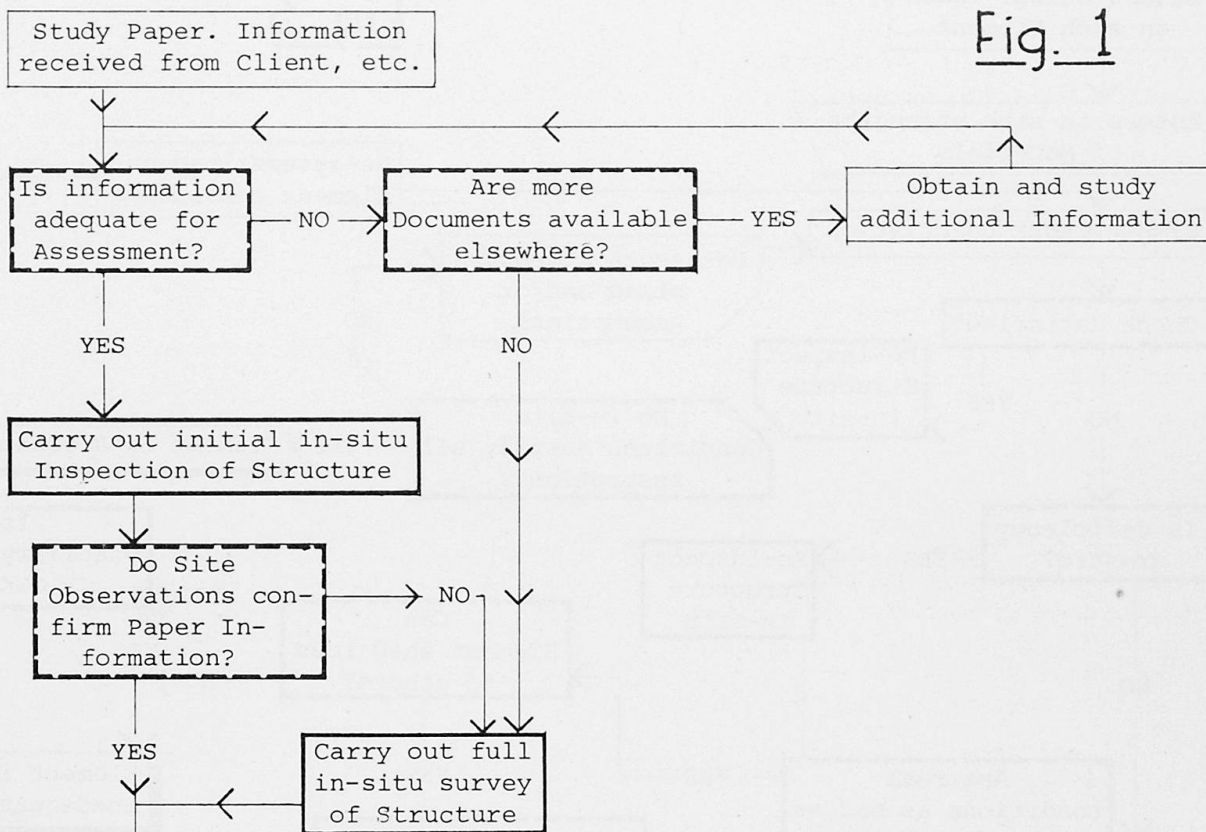 Fig. 1
Study Paper. Information
received from Client, etc.
Is information
adequate for
Assessment?
NO
Are more
Documents available
elsewhere?
YES
Obtain and study
additional Information
YES
NO
Carry out initial in-situ
Inspection of Structure
Do Site
Observations con-
firm Paper In-
formation?
NO
YES
Carry out full
in-situ survey
of Structure